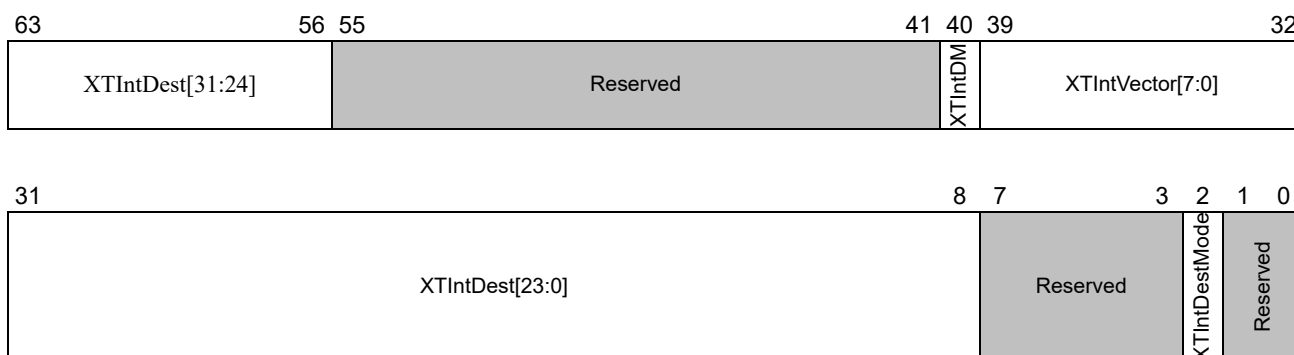 63 56 55 41 40 39 32
XTIntDest[31:24] Reserved XTIntDM XTIntVector[7:0]
31 8 7 3 2 1 0
XTIntDest[23:0] Reserved XTIntDestMode Reserved